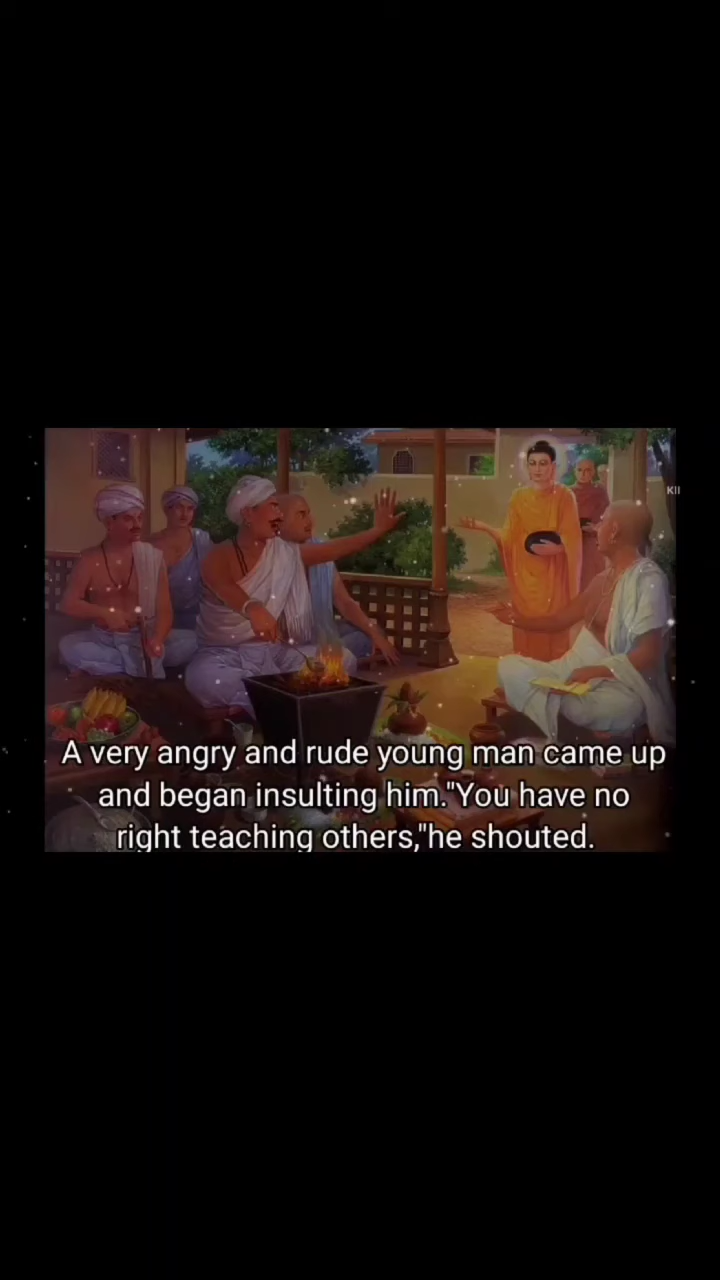 KII
A very angry and rude young man came up
and began insulting him."You have no
right teaching others,"he shouted.